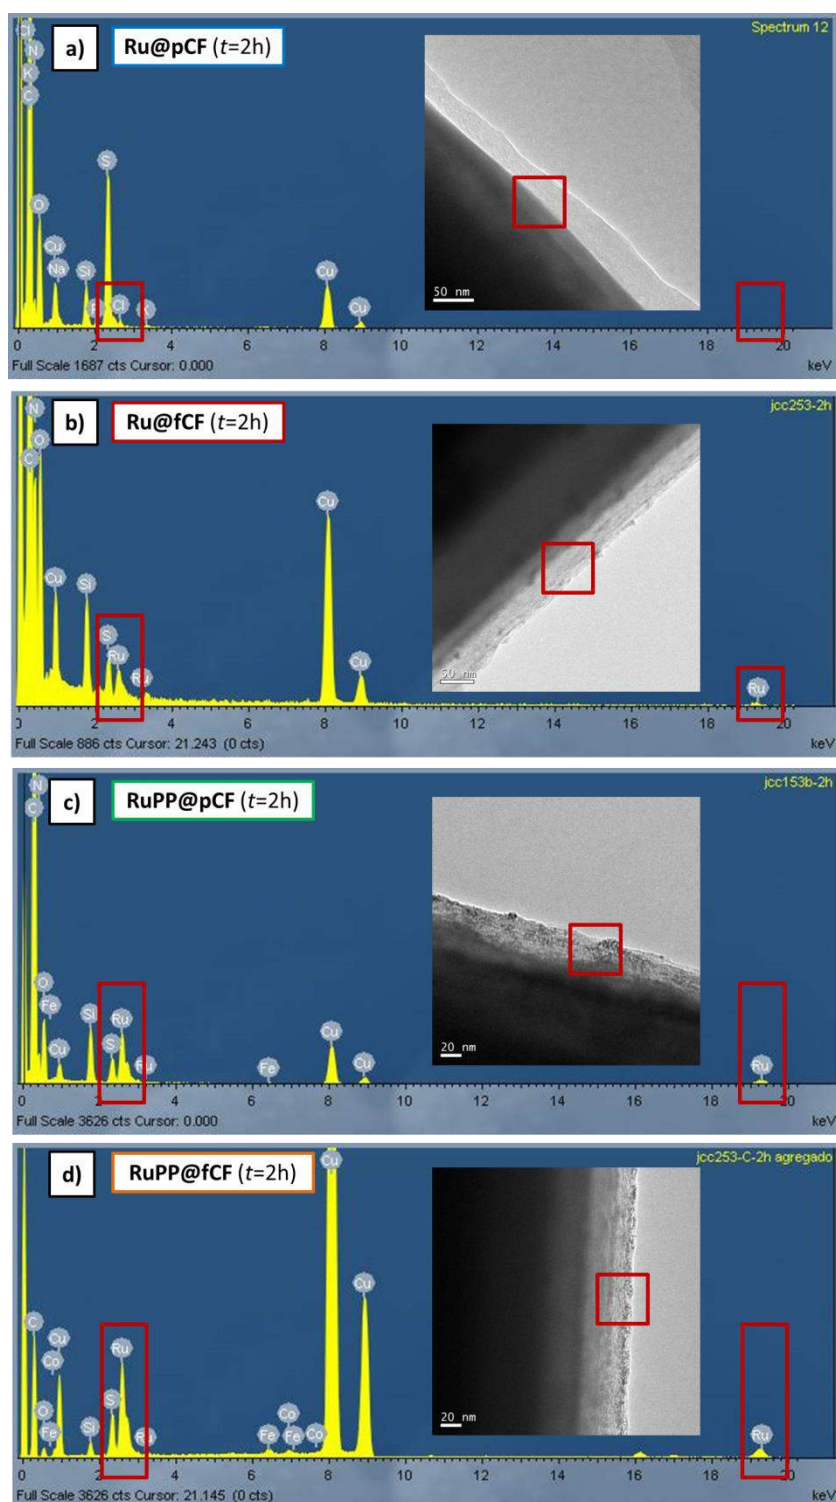 a)
Ru@pCF (t=2h)
Spectrum 12
Cl
N
K
C
S
O
Cu
Na
Si
P
Cl
K
Cu
Cu
50 nm
0 2 4 6 8 10 12 14 16 18 20
Full Scale 1687 cts Cursor: 0.000
keV
b)
Ru@fCF (t=2h)
jcc253-2h
N
O
C
Cu
Cu
Si
S
Ru
Ru
Cu
Ru
50 nm
0 2 4 6 8 10 12 14 16 18 20
Full Scale 886 cts Cursor: 21.243 (0 cts)
keV
c)
RuPP@pCF (t=2h)
jcc153b-2h
N
C
O
Fe
Si
Ru
Cu
S
Ru
Fe
Cu
Cu
Ru
20 nm
0 2 4 6 8 10 12 14 16 18 20
Full Scale 3626 cts Cursor: 0.000
keV
d)
RuPP@fCF (t=2h)
jcc253-C-2h agregado
Cu
Cu
C
Cu
Co
Ru
S
O
Fe
Si
Ru
Fe
Co
Fe
Co
Ru
20 nm
0 2 4 6 8 10 12 14 16 18 20
Full Scale 3626 cts Cursor: 21.145 (0 cts)
keV